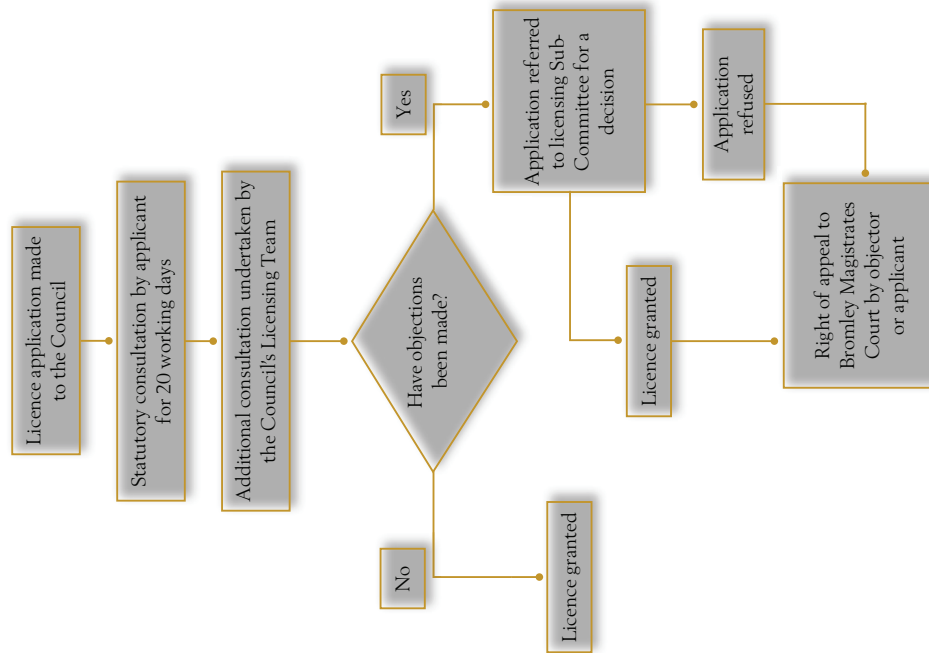 Licence application made
to the Council
Statutory consultation by applicant
for 20 working days
Additional consultation undertaken by
the Council's Licensing Team
Have objections
been made?
No
Yes
Licence granted
Application referred
to licensing Sub-
Committee for a
decision
Licence granted
Application
refused
Right of appeal to
Bromley Magistrates
Court by objector
or applicant